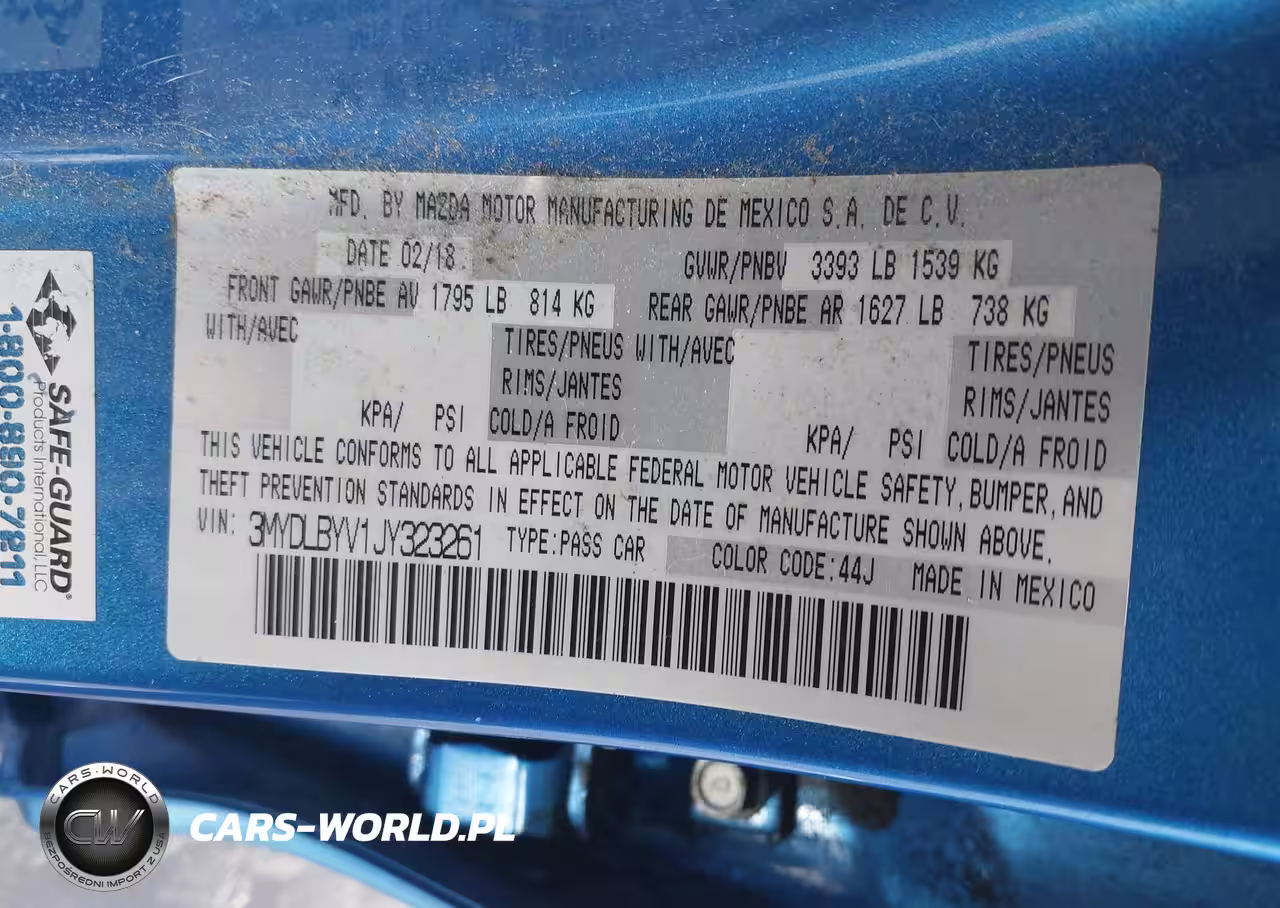 MFD. BY MAZDA MOTOR MANUFACTURING DE MEXICO S.A. DE C.V.
DATE 02/18
GVWR/PNBV 3393 LB 1539 KG
FRONT GAWR/PNBE AV 1795 LB 814 KG
REAR GAWR/PNBE AR 1627 LB 738 KG
WITH/AVEC
TIRES/PNEUS WITH/AVEC
TIRES/PNEUS
RIMS/JANTES
RIMS/JANTES
KPA/ PSI COLD/A FROID
KPA/ PSI COLD/A FROID
THIS VEHICLE CONFORMS TO ALL APPLICABLE FEDERAL MOTOR VEHICLE SAFETY, BUMPER, AND
THEFT PREVENTION STANDARDS IN EFFECT ON THE DATE OF MANUFACTURE SHOWN ABOVE.
VIN: 3MYDLBYV1JY323261 TYPE:PASS CAR
COLOR CODE:44J MADE IN MEXICO
SAFE-GUARD®
Products International, LLC
1-800-890-7211
CARS-WORLD
CW
BEZPOŚREDNI IMPORT Z USA
CARS-WORLD.PL